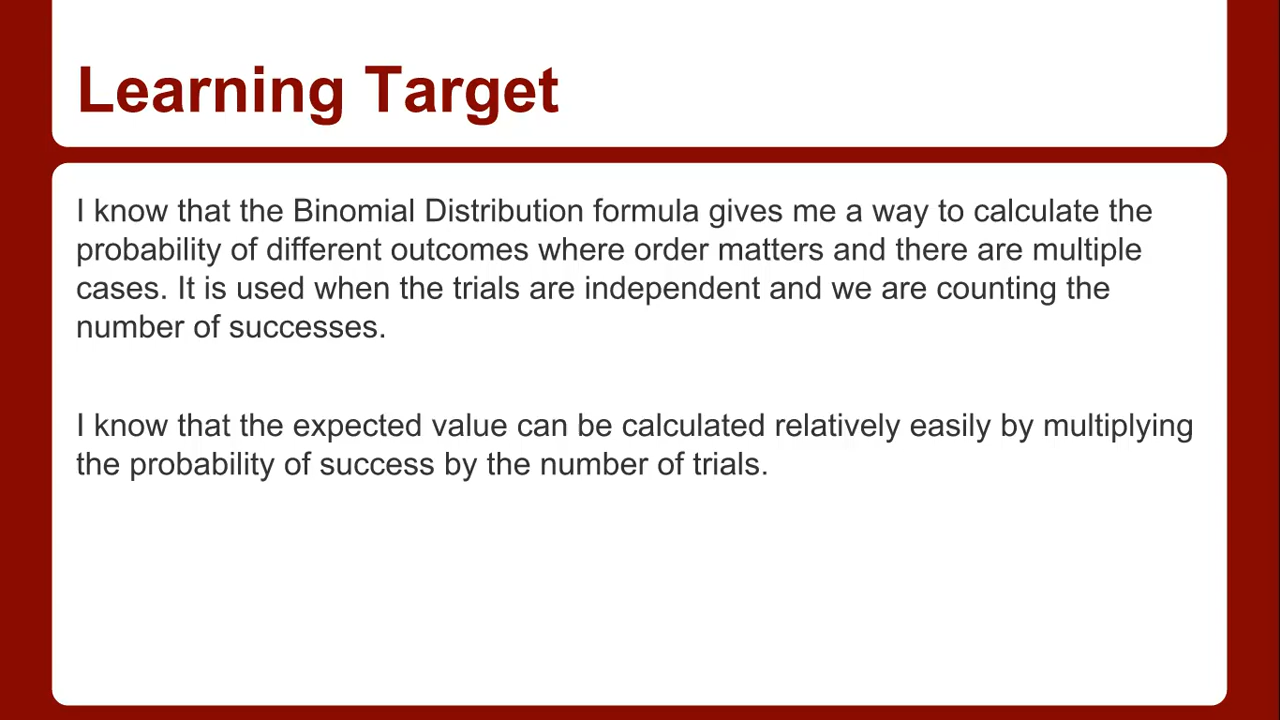 Learning Target
I know that the Binomial Distribution formula gives me a way to calculate the
probability of different outcomes where order matters and there are multiple
cases. It is used when the trials are independent and we are counting the
number of successes.
I know that the expected value can be calculated relatively easily by multiplying
the probability of success by the number of trials.